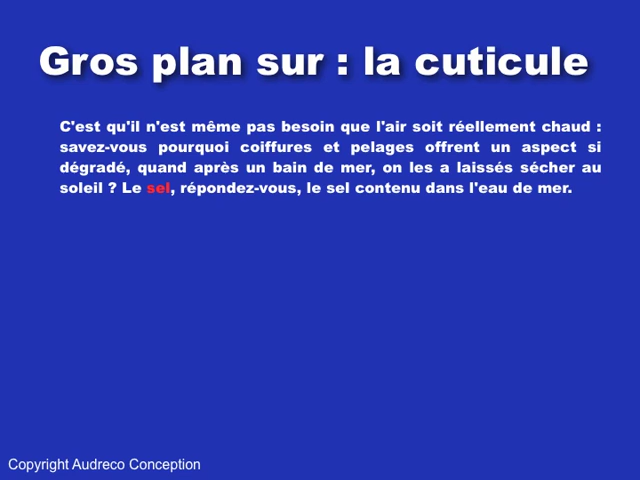 Gros plan sur : la cuticule
C'est qu'il n'est même pas besoin que l'air soit réellement chaud :
savez-vous pourquoi coiffures et pelages offrent un aspect si
dégradé, quand après un bain de mer, on les a laissés sécher au
soleil ? Le sel, répondez-vous, le sel contenu dans l'eau de mer.
Copyright Audreco Conception